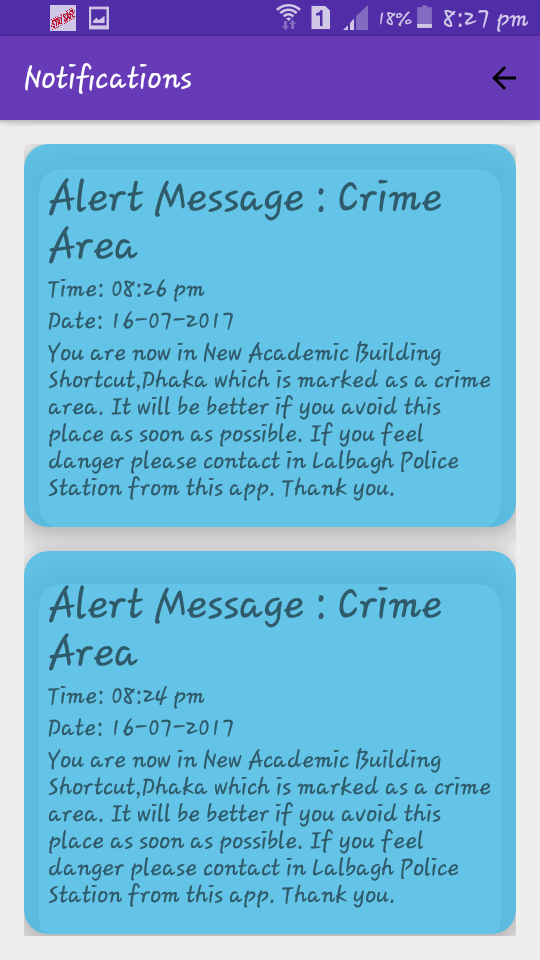 1 18% 8:27 pm
Notifications
Alert Message : Crime
Area
Time: 08:26 pm
Date: 16-07-2017
You are now in New Academic Building
Shortcut,Dhaka which is marked as a crime
area. It will be better if you avoid this
place as soon as possible. If you feel
danger please contact in Lalbagh Police
Station from this app. Thank you.
Alert Message : Crime
Area
Time: 08:24 pm
Date: 16-07-2017
You are now in New Academic Building
Shortcut,Dhaka which is marked as a crime
area. It will be better if you avoid this
place as soon as possible. If you feel
danger please contact in Lalbagh Police
Station from this app. Thank you.